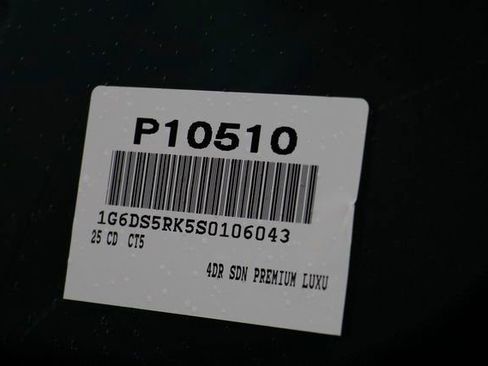 P10510
1G6DS5RK5S0106043
25 CD CT5
4DR SDN PREMIUM LUXU